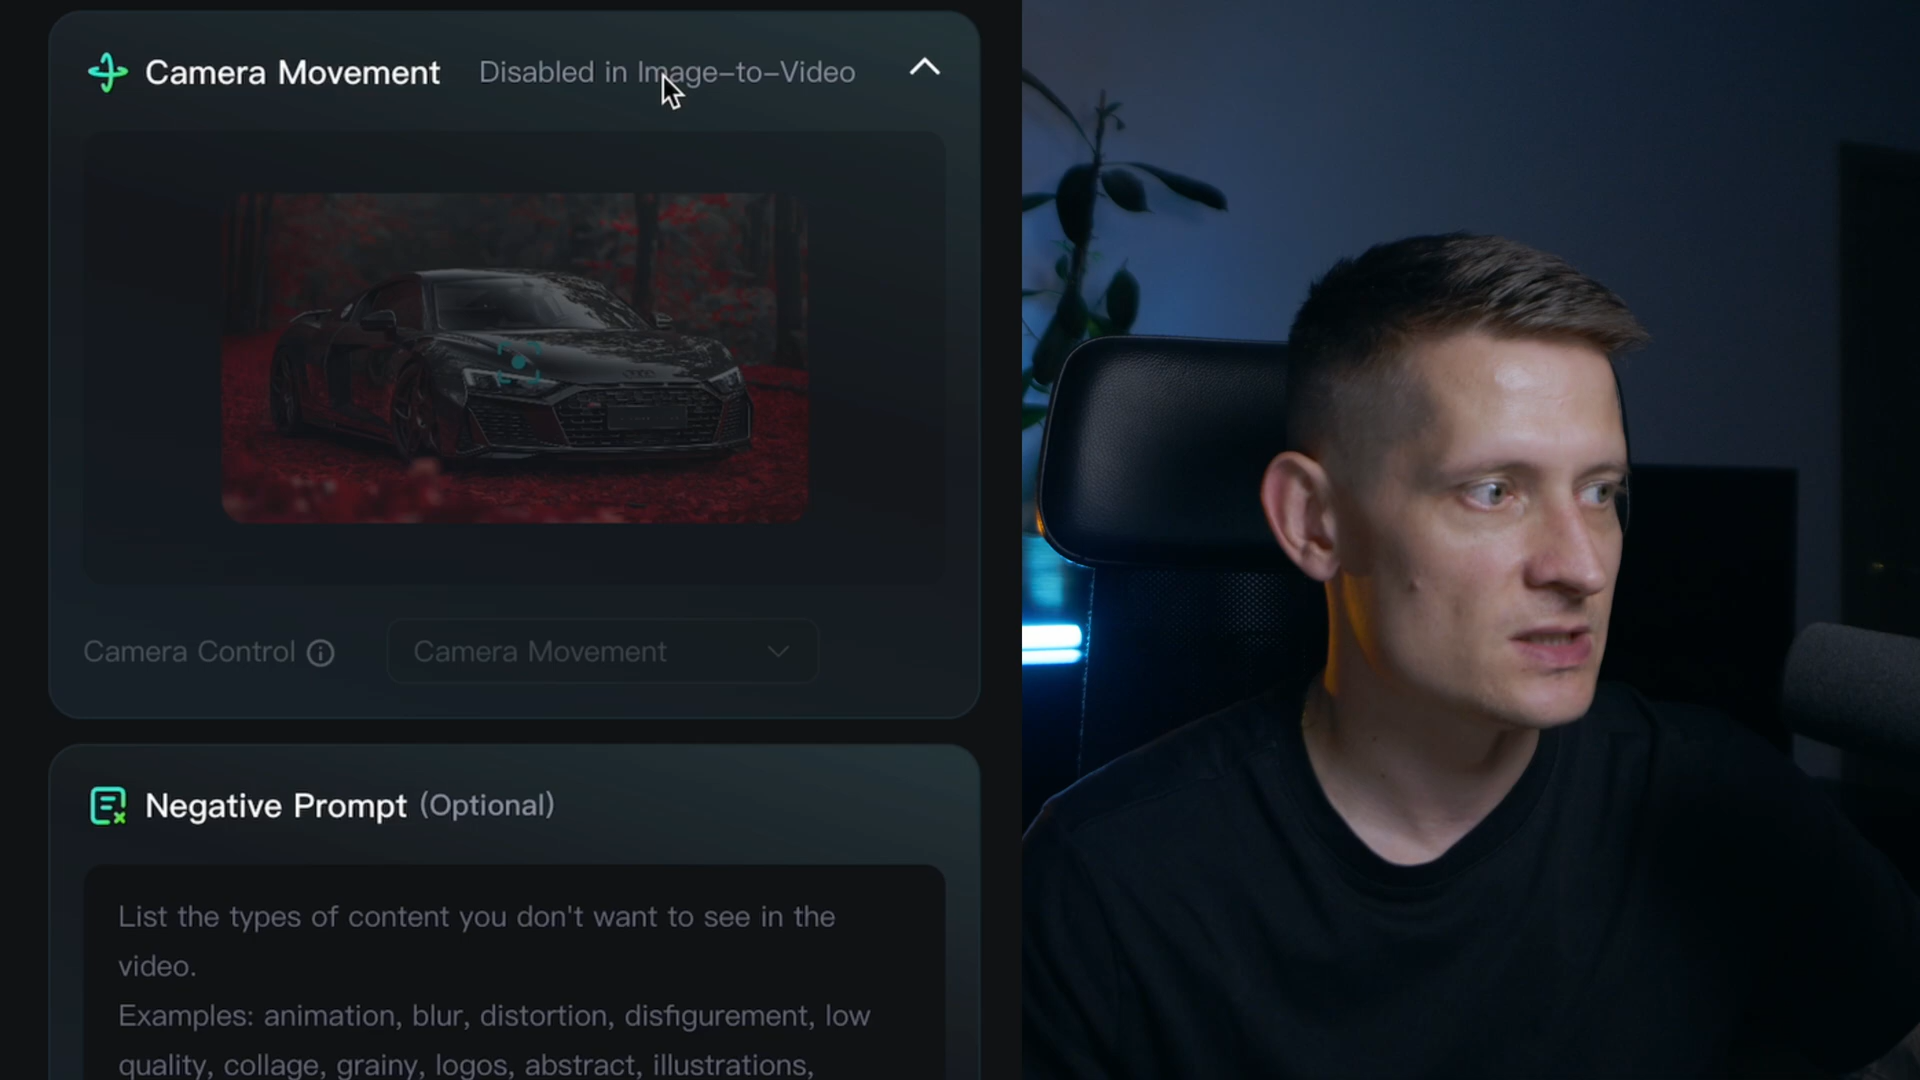 Camera Movement Disabled in Image-to-Video
Camera Control
Camera Movement
Negative Prompt (Optional)
List the types of content you don't want to see in the
video.
Examples: animation, blur, distortion, disfigurement, low
quality, collage, grainy, logos, abstract, illustrations,